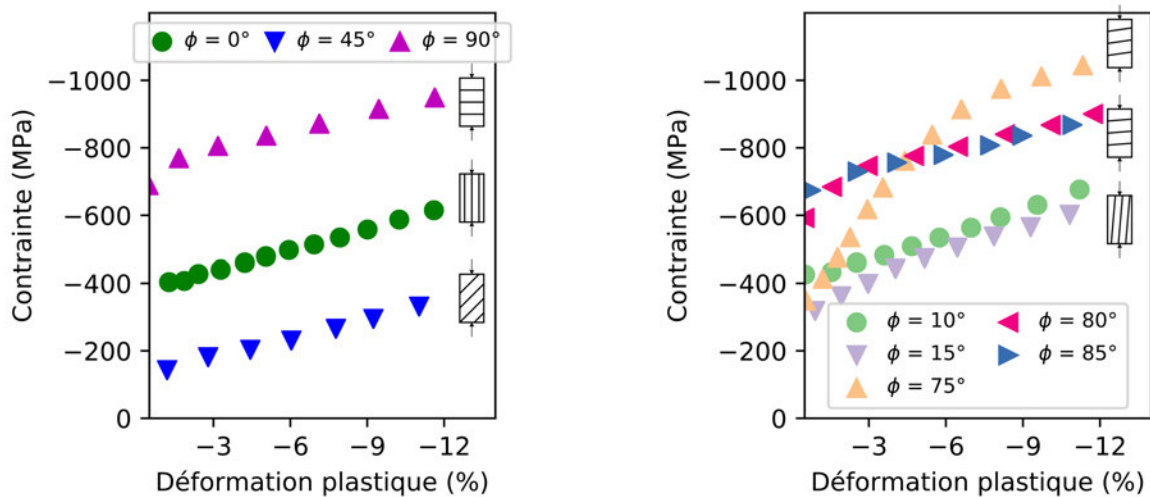 ϕ = 0° ϕ = 45° ϕ = 90°
−1000
−800
−600
−400
−200
0
−3 −6 −9 −12
Contrainte (MPa)
Déformation plastique (%)
−1000
−800
−600
−400
−200
0
−3 −6 −9 −12
Contrainte (MPa)
Déformation plastique (%)
ϕ = 10° ϕ = 80°
ϕ = 15° ϕ = 85°
ϕ = 75°